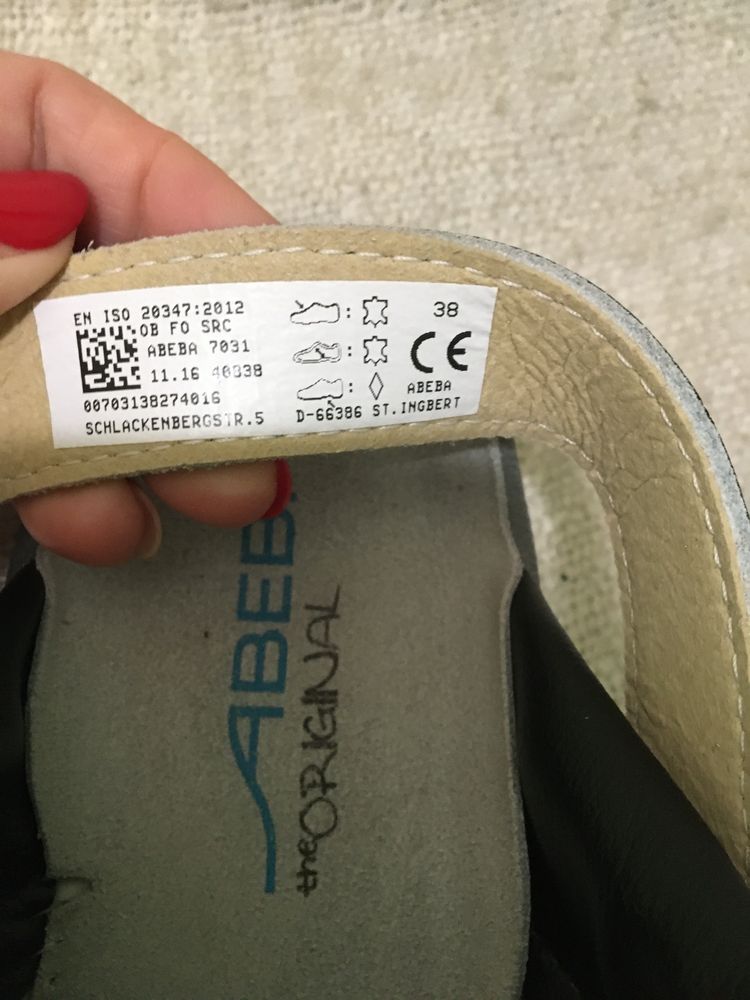 EN ISO 20347:2012
OB FO SRC
ABEBA 7031
11.16 40338
00703138274016
SCHLACKENBERGSTR.5
:
:
:
38
CE
ABEBA
D-66386 ST.INGBERT
ABEBA
the ORIGINAL